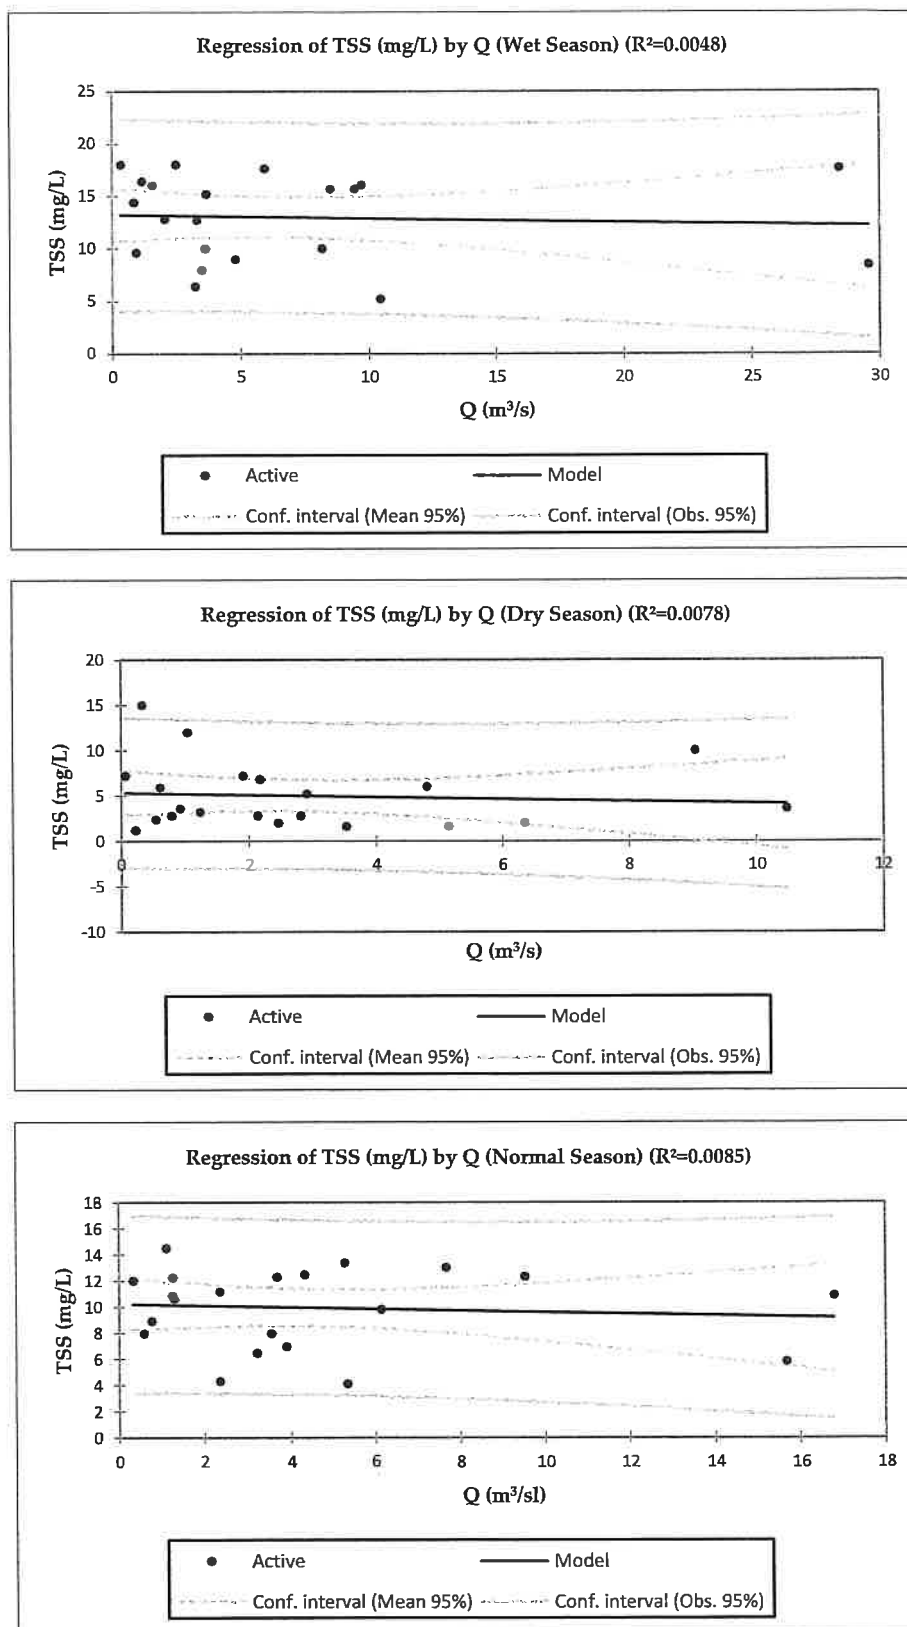 Regression of TSS (mg/L) by Q (Wet Season) (R²=0.0048)
25
20
15
10
5
0
TSS (mg/L)
0 5 10 15 20 25 30
Q (m³/s)
Active Model
Conf. interval (Mean 95%) Conf. interval (Obs. 95%)
Regression of TSS (mg/L) by Q (Dry Season) (R²=0.0078)
20
15
10
5
0
-5
-10
TSS (mg/L)
0 2 4 6 8 10 12
Q (m³/s)
Active Model
Conf. interval (Mean 95%) Conf. interval (Obs. 95%)
Regression of TSS (mg/L) by Q (Normal Season) (R²=0.0085)
18
16
14
12
10
8
6
4
2
0
TSS (mg/L)
0 2 4 6 8 10 12 14 16 18
Q (m³/sl)
Active Model
Conf. interval (Mean 95%) Conf. interval (Obs. 95%)